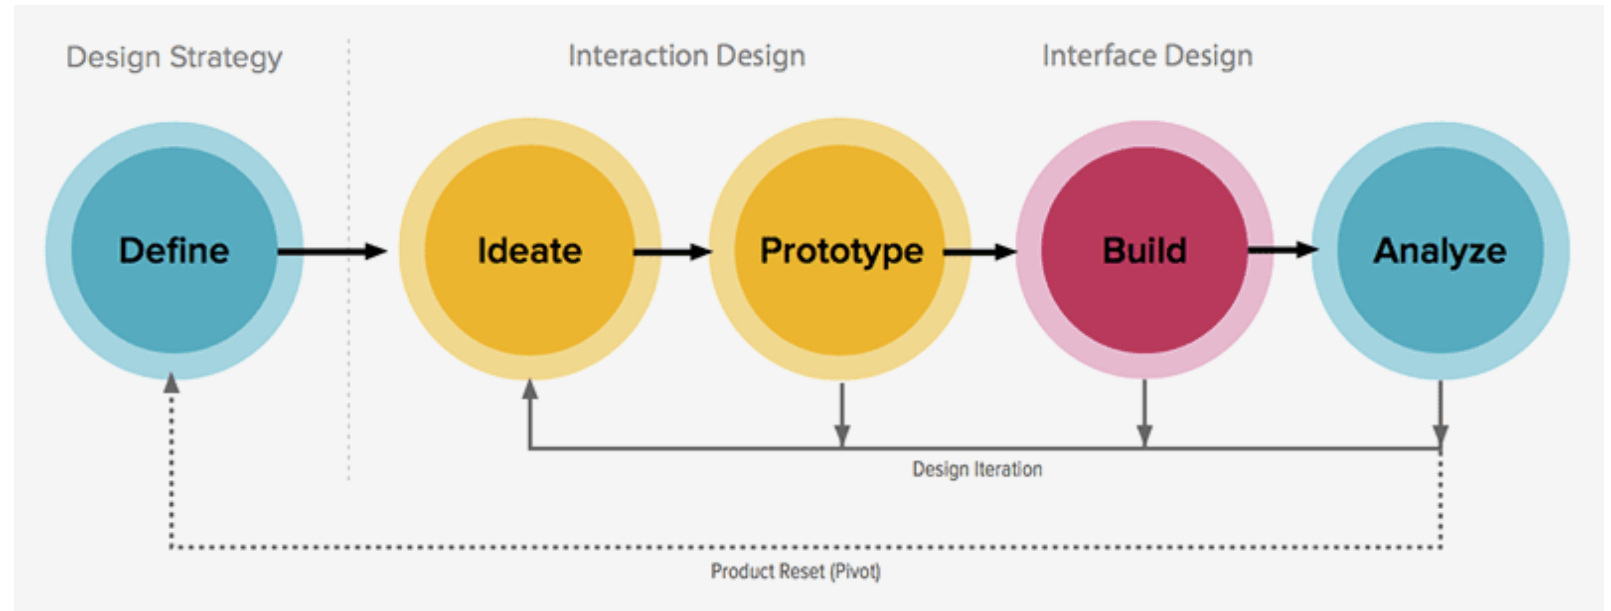 Design Strategy
Interaction Design
Interface Design
Define
Ideate
Prototype
Build
Analyze
Design Iteration
Product Reset (Pivot)